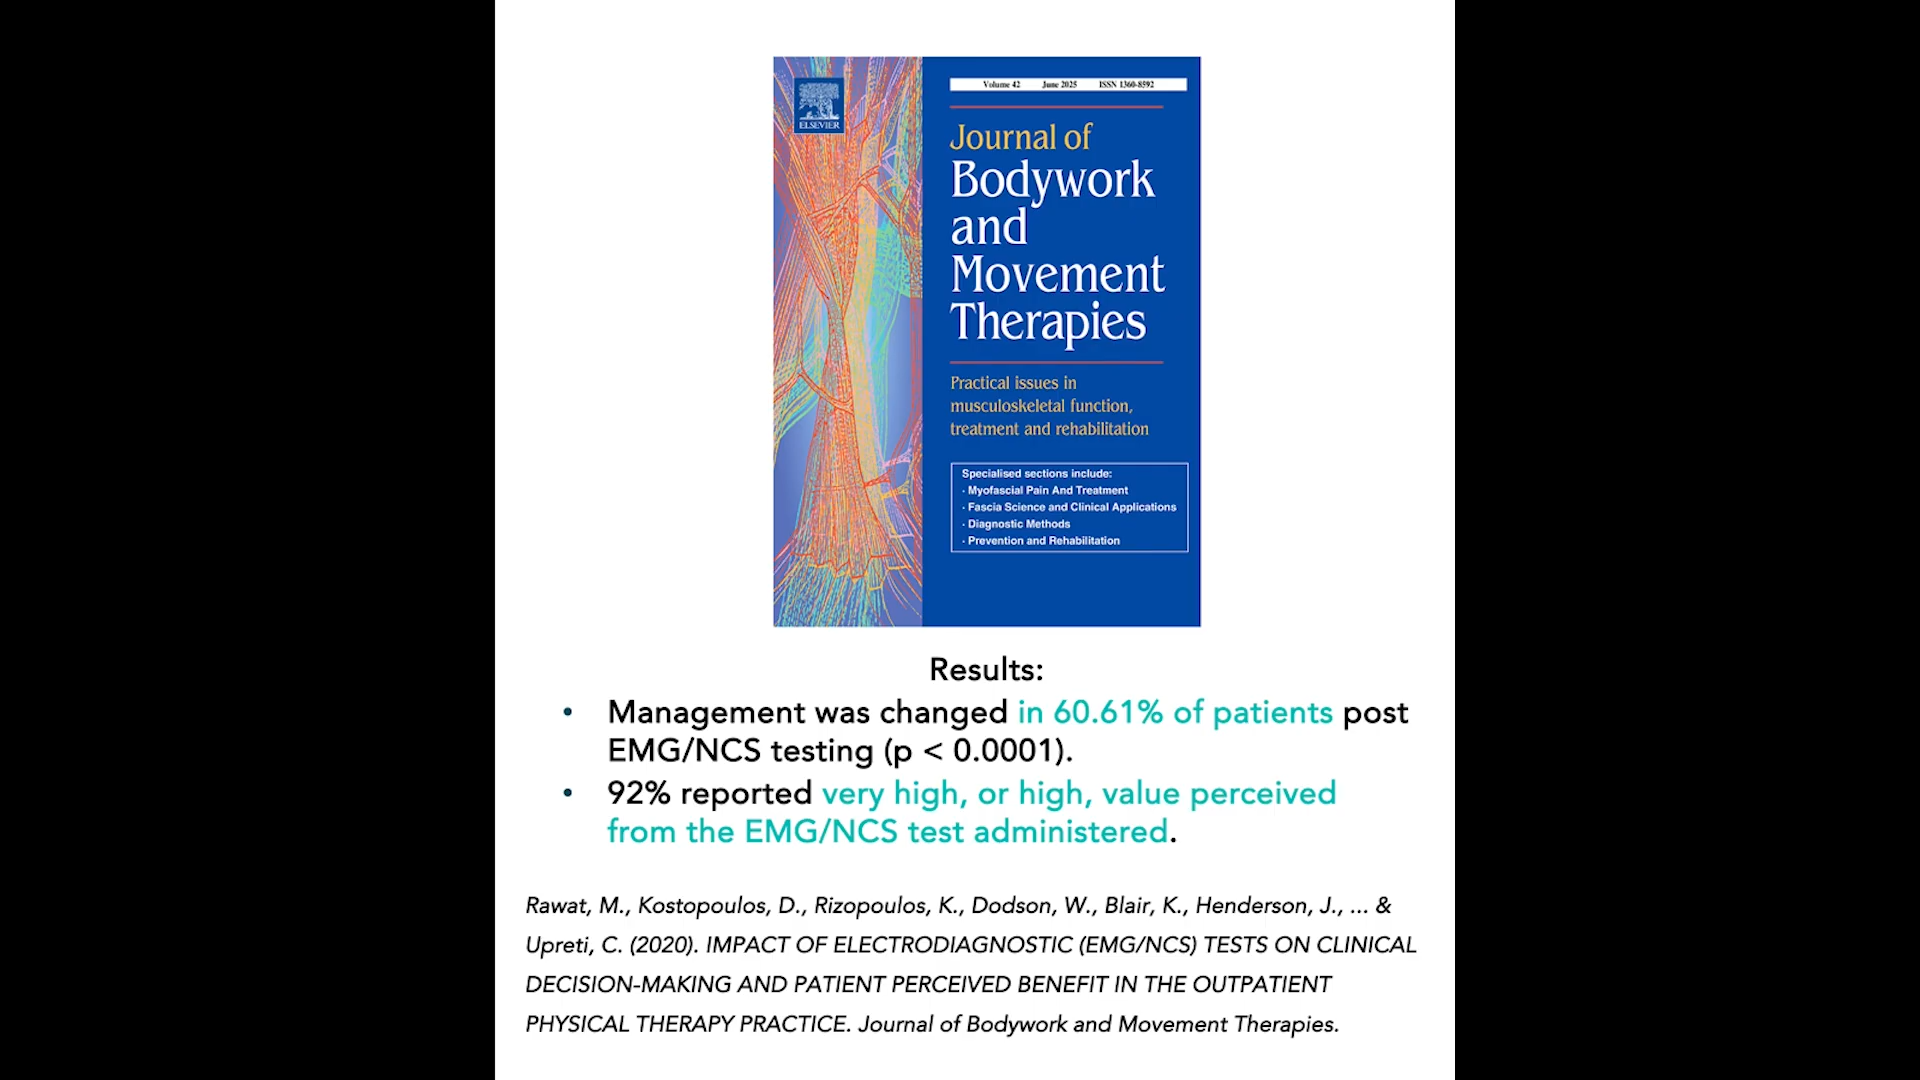 ELSEVIER
Volume 42 June 2025 ISSN 1360-8592
Journal of
Bodywork
and
Movement
Therapies
Practical issues in
musculoskeletal function,
treatment and rehabilitation
Specialised sections include:
· Myofascial Pain And Treatment
· Fascia Science and Clinical Applications
· Diagnostic Methods
· Prevention and Rehabilitation
Results:
• Management was changed in 60.61% of patients post
EMG/NCS testing (p < 0.0001).
• 92% reported very high, or high, value perceived
from the EMG/NCS test administered.
Rawat, M., Kostopoulos, D., Rizopoulos, K., Dodson, W., Blair, K., Henderson, J., ... &
Upreti, C. (2020). IMPACT OF ELECTRODIAGNOSTIC (EMG/NCS) TESTS ON CLINICAL
DECISION-MAKING AND PATIENT PERCEIVED BENEFIT IN THE OUTPATIENT
PHYSICAL THERAPY PRACTICE. Journal of Bodywork and Movement Therapies.